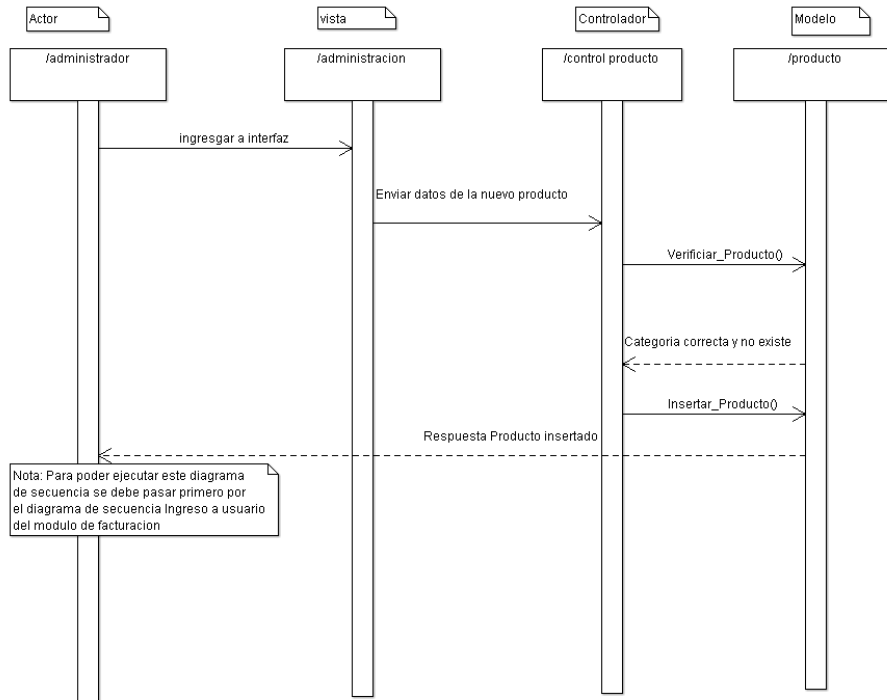 Actor
vista
Controlador
Modelo
/administrador
/administracion
/control producto
/producto
ingresgar a interfaz
Enviar datos de la nuevo producto
Verificiar_Producto()
Categoria correcta y no existe
Insertar_Producto()
Respuesta Producto insertado
Nota: Para poder ejecutar este diagrama
de secuencia se debe pasar primero por
el diagrama de secuencia Ingreso a usuario
del modulo de facturacion